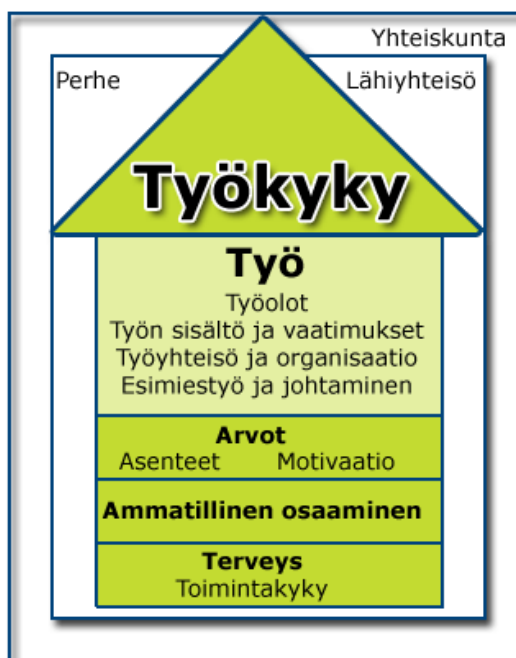 Yhteiskunta
Perhe
Lähiyhteisö
Työkyky
Työ
Työolot
Työn sisältö ja vaatimukset
Työyhteisö ja organisaatio
Esimiestyö ja johtaminen
Arvot
Asenteet Motivaatio
Ammatillinen osaaminen
Terveys
Toimintakyky